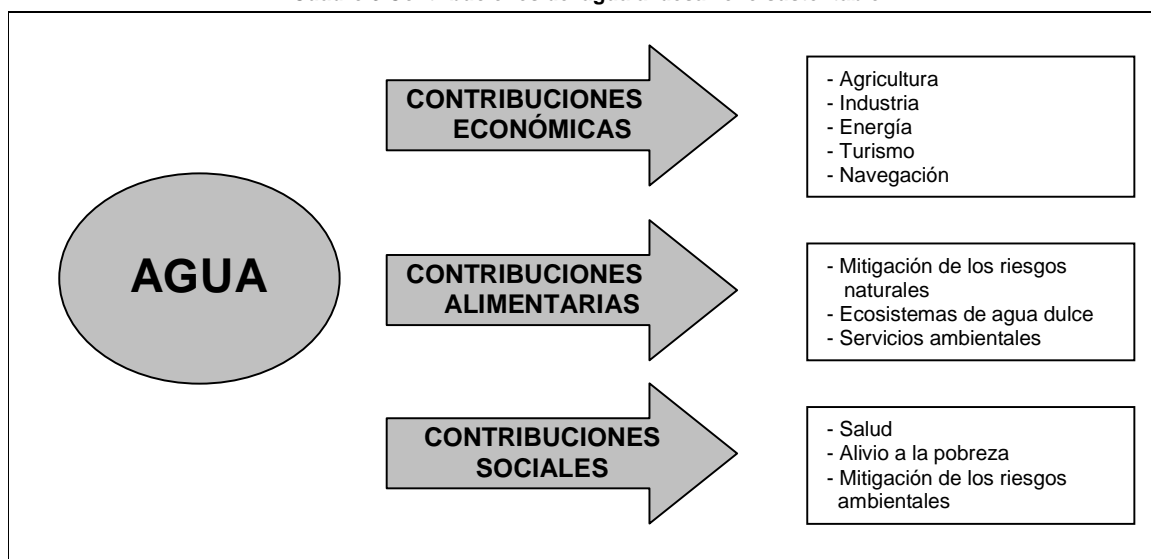 CONTRIBUCIONES
ECONÓMICAS
- Agricultura
- Industria
- Energía
- Turismo
- Navegación
AGUA
CONTRIBUCIONES
ALIMENTARIAS
- Mitigación de los riesgos
naturales
- Ecosistemas de agua dulce
- Servicios ambientales
CONTRIBUCIONES
SOCIALES
- Salud
- Alivio a la pobreza
- Mitigación de los riesgos
ambientales